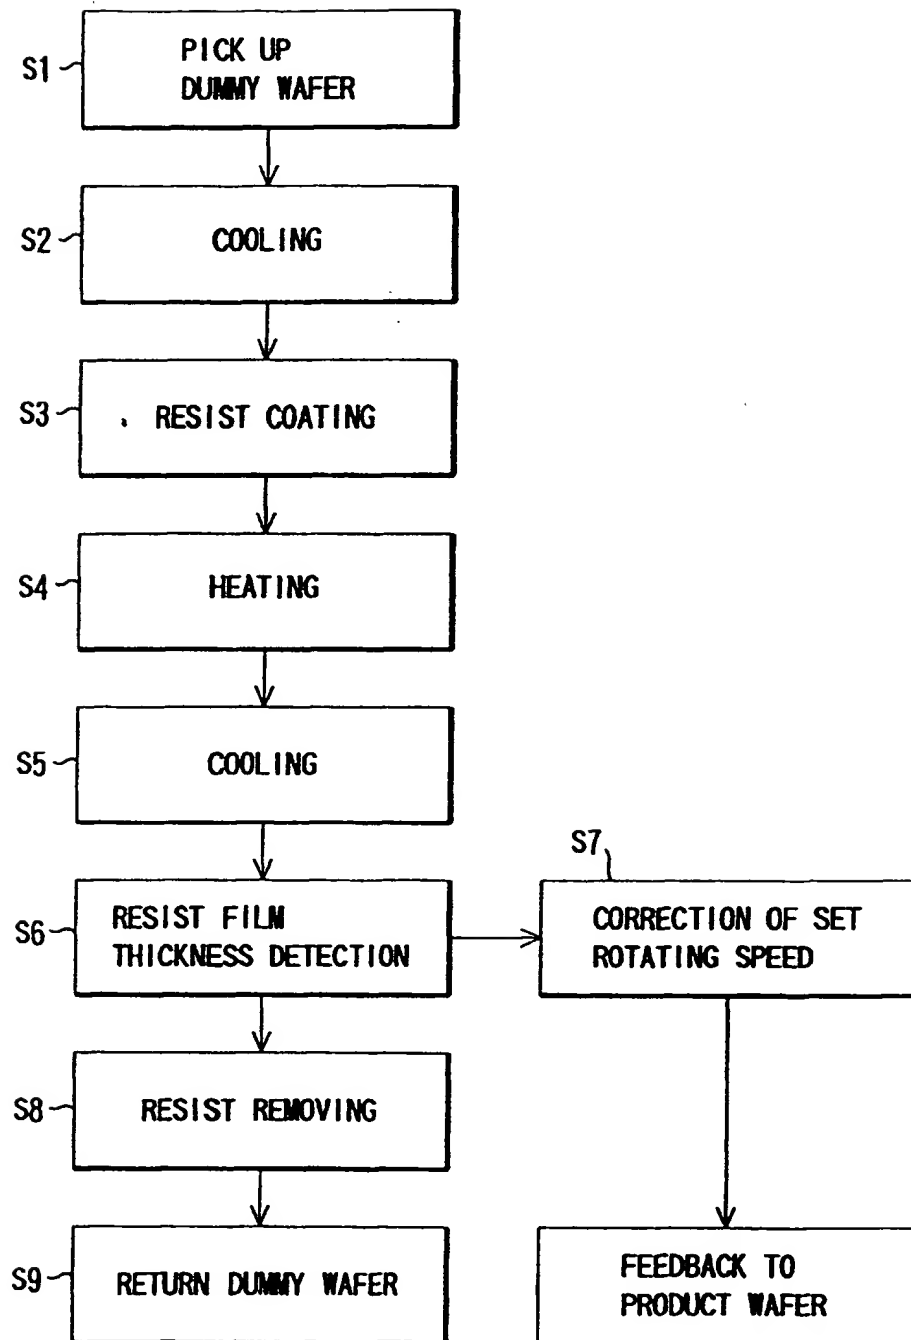 S1
PICK UP
DUMMY WAFER
S2
COOLING
S3
RESIST COATING
S4
HEATING
S5
COOLING
S6
RESIST FILM
THICKNESS DETECTION
S7
CORRECTION OF SET
ROTATING SPEED
S8
RESIST REMOVING
S9
RETURN DUMMY WAFER
FEEDBACK TO
PRODUCT WAFER